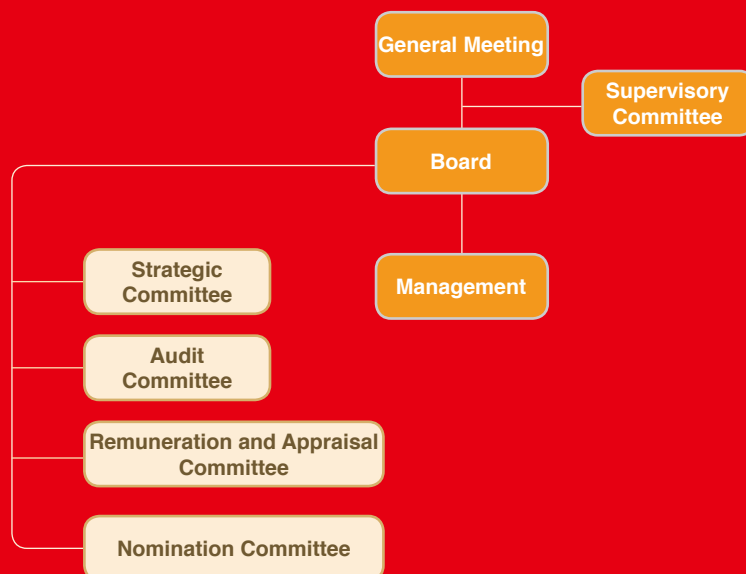 General Meeting
Supervisory
Committee
Board
Management
Strategic
Committee
Audit
Committee
Remuneration and Appraisal
Committee
Nomination Committee